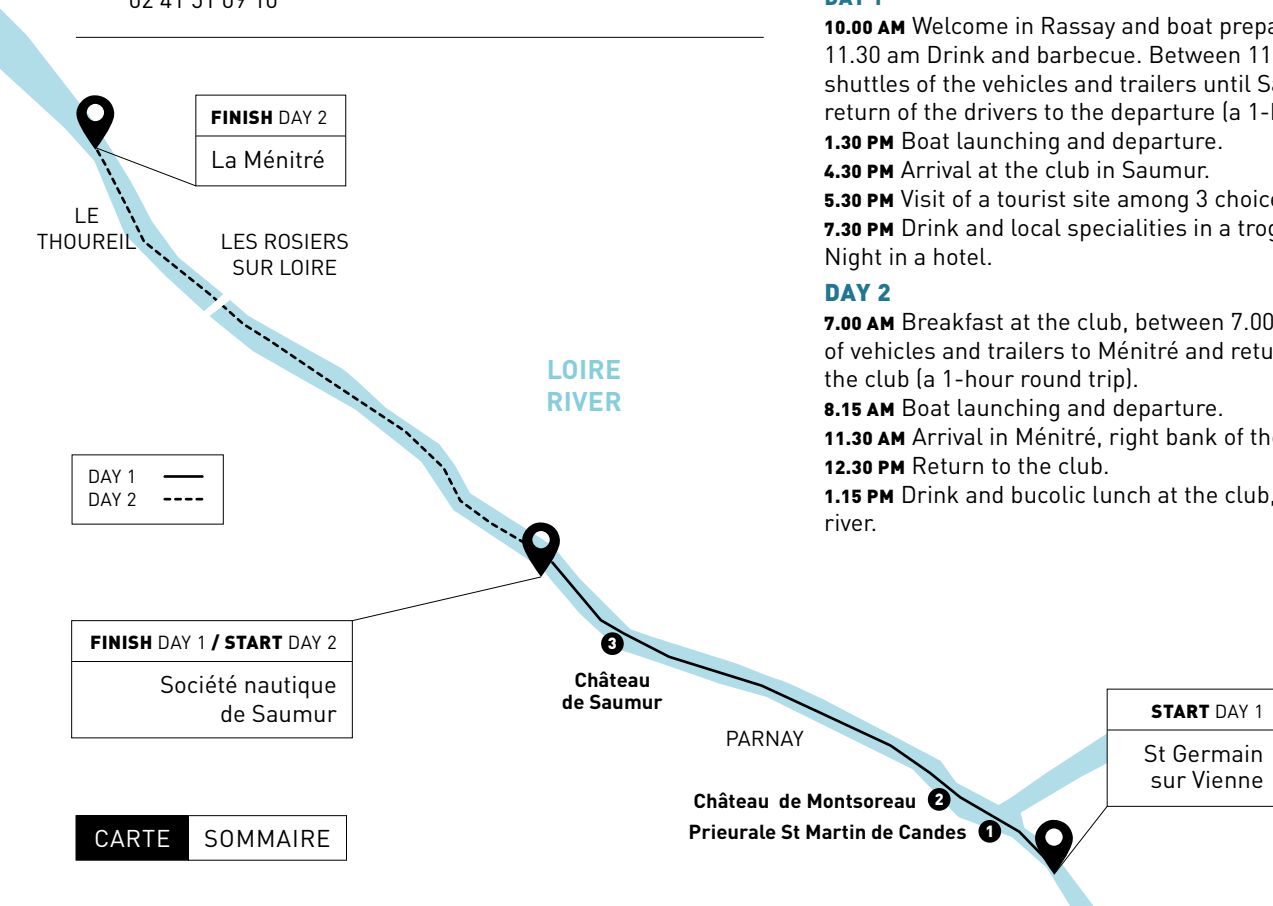 FINISH DAY 2
La Ménitré
LE
THOUREIL
LES ROSIERS
SUR LOIRE
LOIRE
RIVER
DAY 1
DAY 2
FINISH DAY 1 / START DAY 2
Société nautique
de Saumur
3
Château
de Saumur
PARNAY
Château de Montsoreau 2
Prieurale St Martin de Candes 1
START DAY 1
St Germain
sur Vienne
CARTE SOMMAIRE
10.00 AM Welcome in Rassay and boat
11.30 am Drink and barbecue. Between
shuttles of the vehicles and trailers until
return of the drivers to the departure (a
1.30 PM Boat launching and departure.
4.30 PM Arrival at the club in Saumur.
5.30 PM Visit of a tourist site among 3
7.30 PM Drink and local specialities in a
Night in a hotel.
DAY 2
7.00 AM Breakfast at the club, between 7.00
of vehicles and trailers to Ménitré and
the club (a 1-hour round trip).
8.15 AM Boat launching and departure.
11.30 AM Arrival in Ménitré, right bank of
12.30 PM Return to the club.
1.15 PM Drink and bucolic lunch at the club,
river.